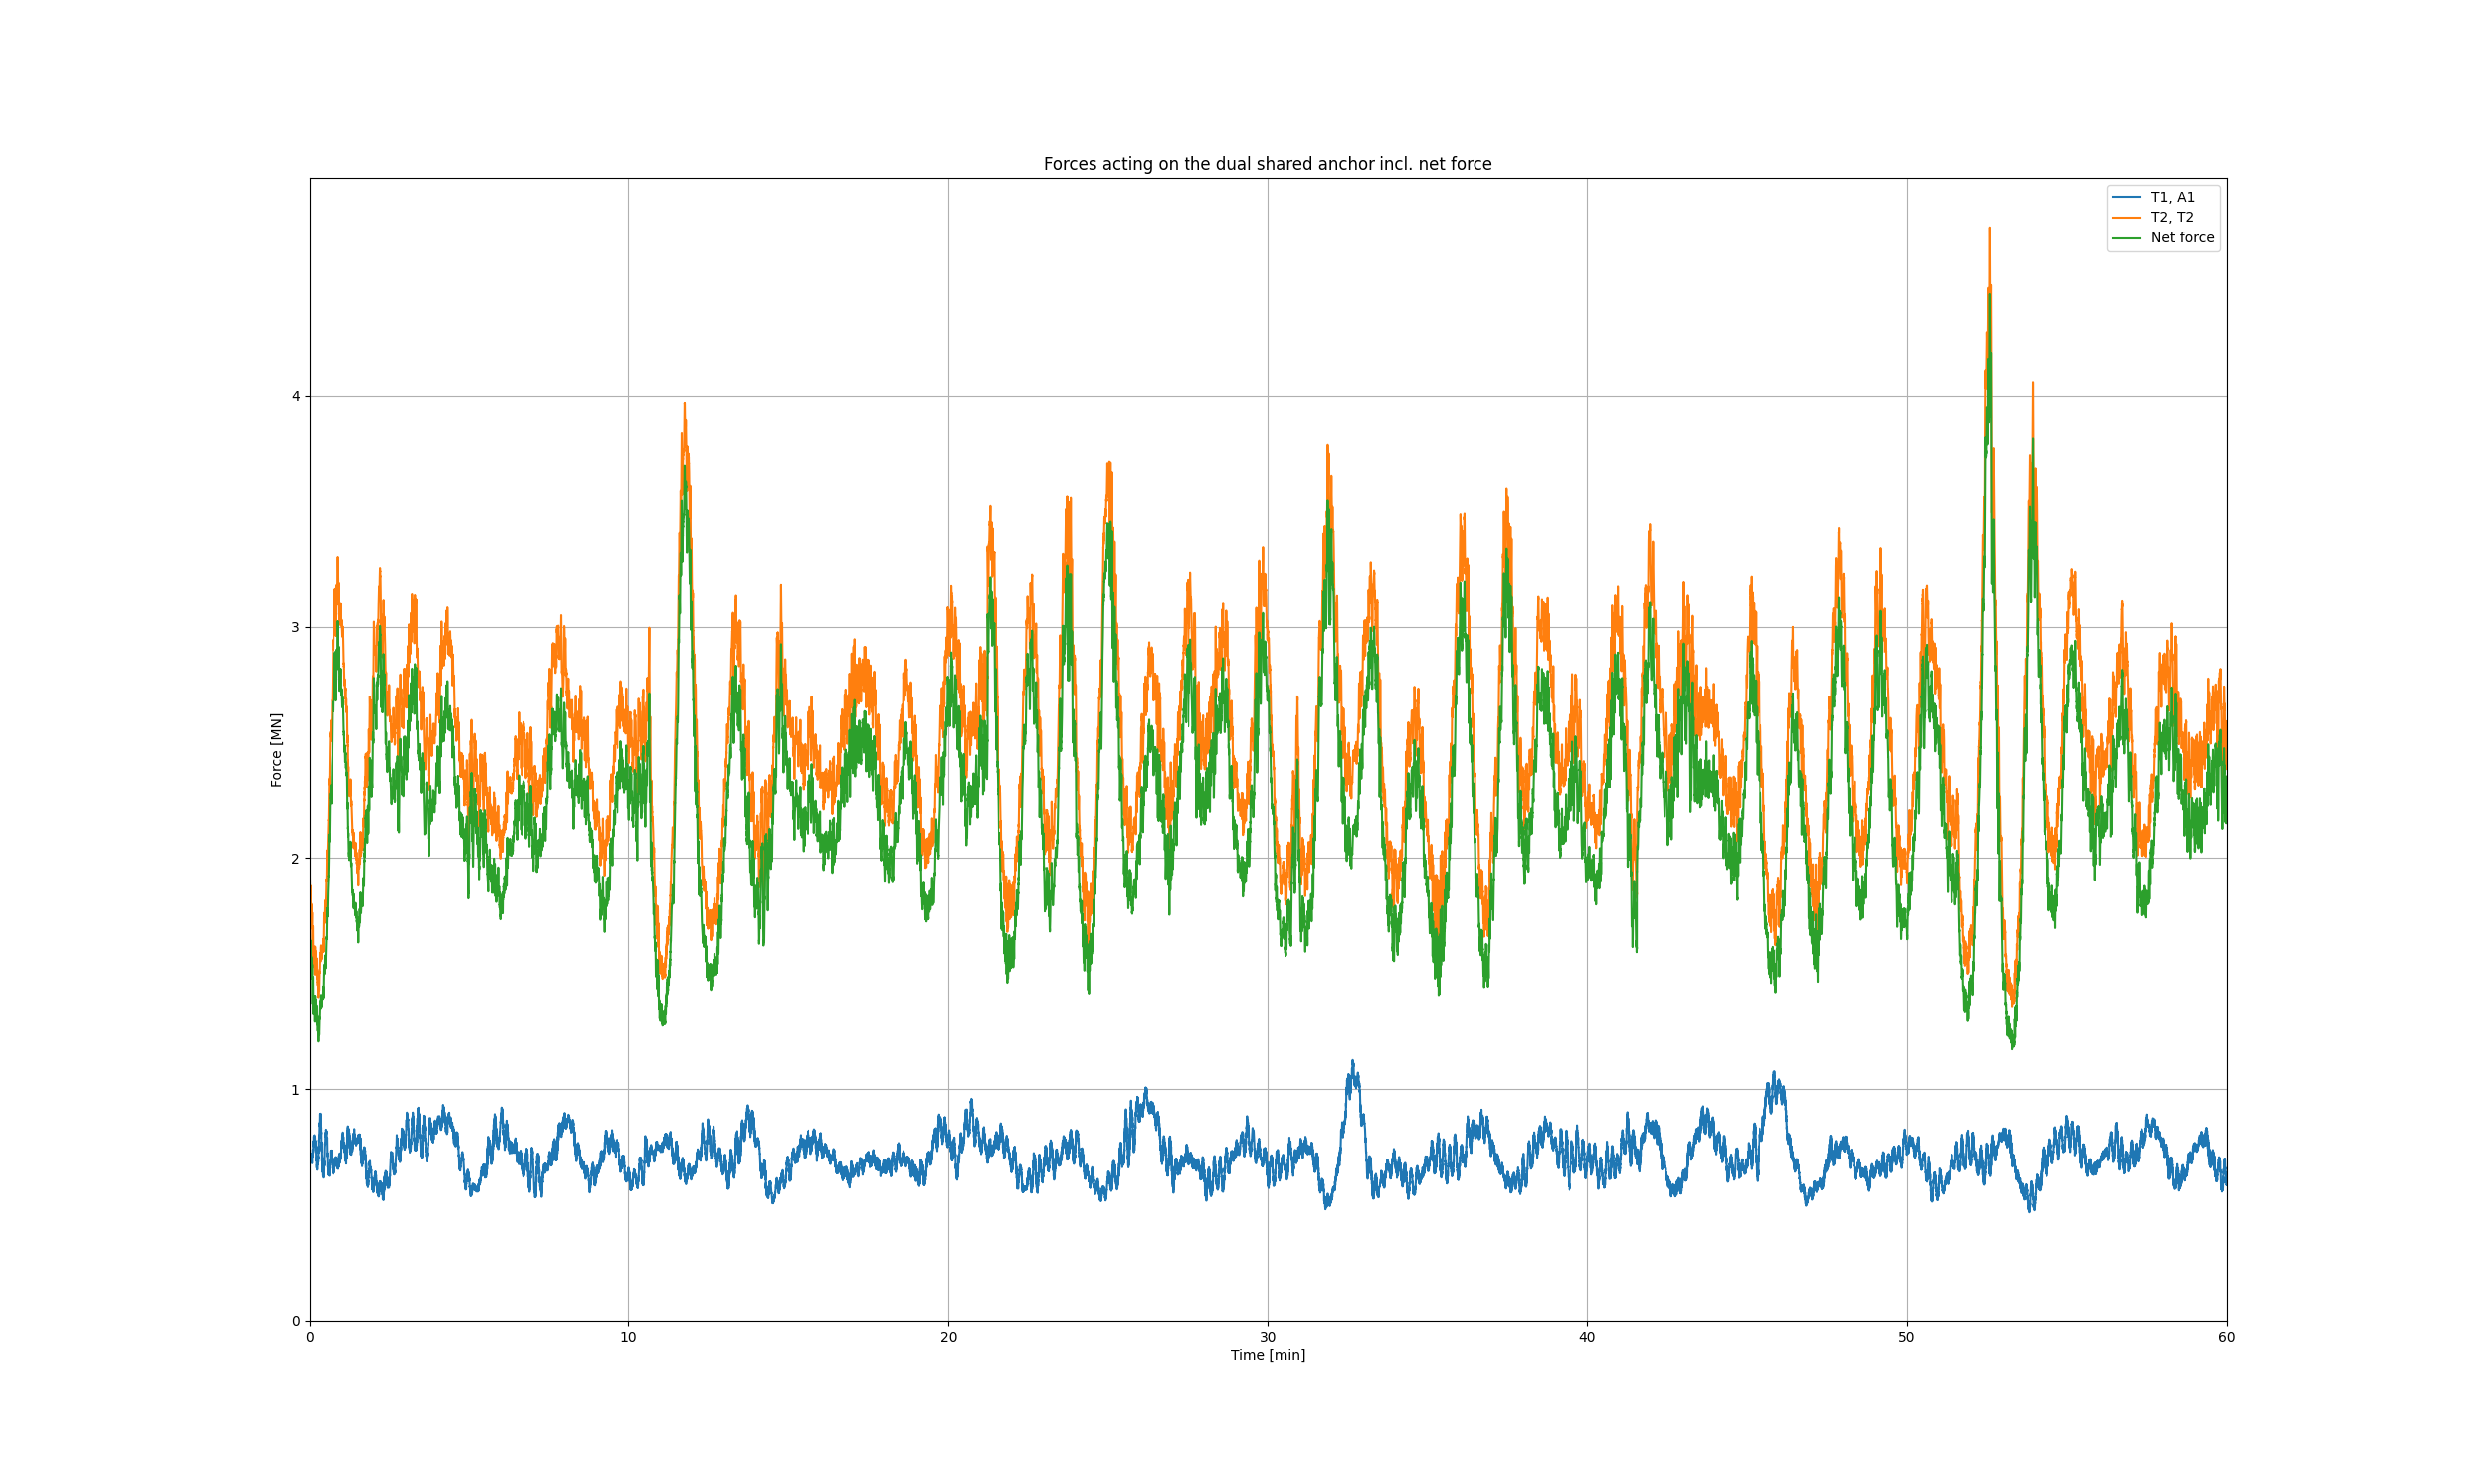 Forces acting on the dual shared anchor incl. net force
T1, A1
T2, T2
Net force
Force [MN]
4
3
2
1
0
0 10 20 30 40 50 60
Time [min]